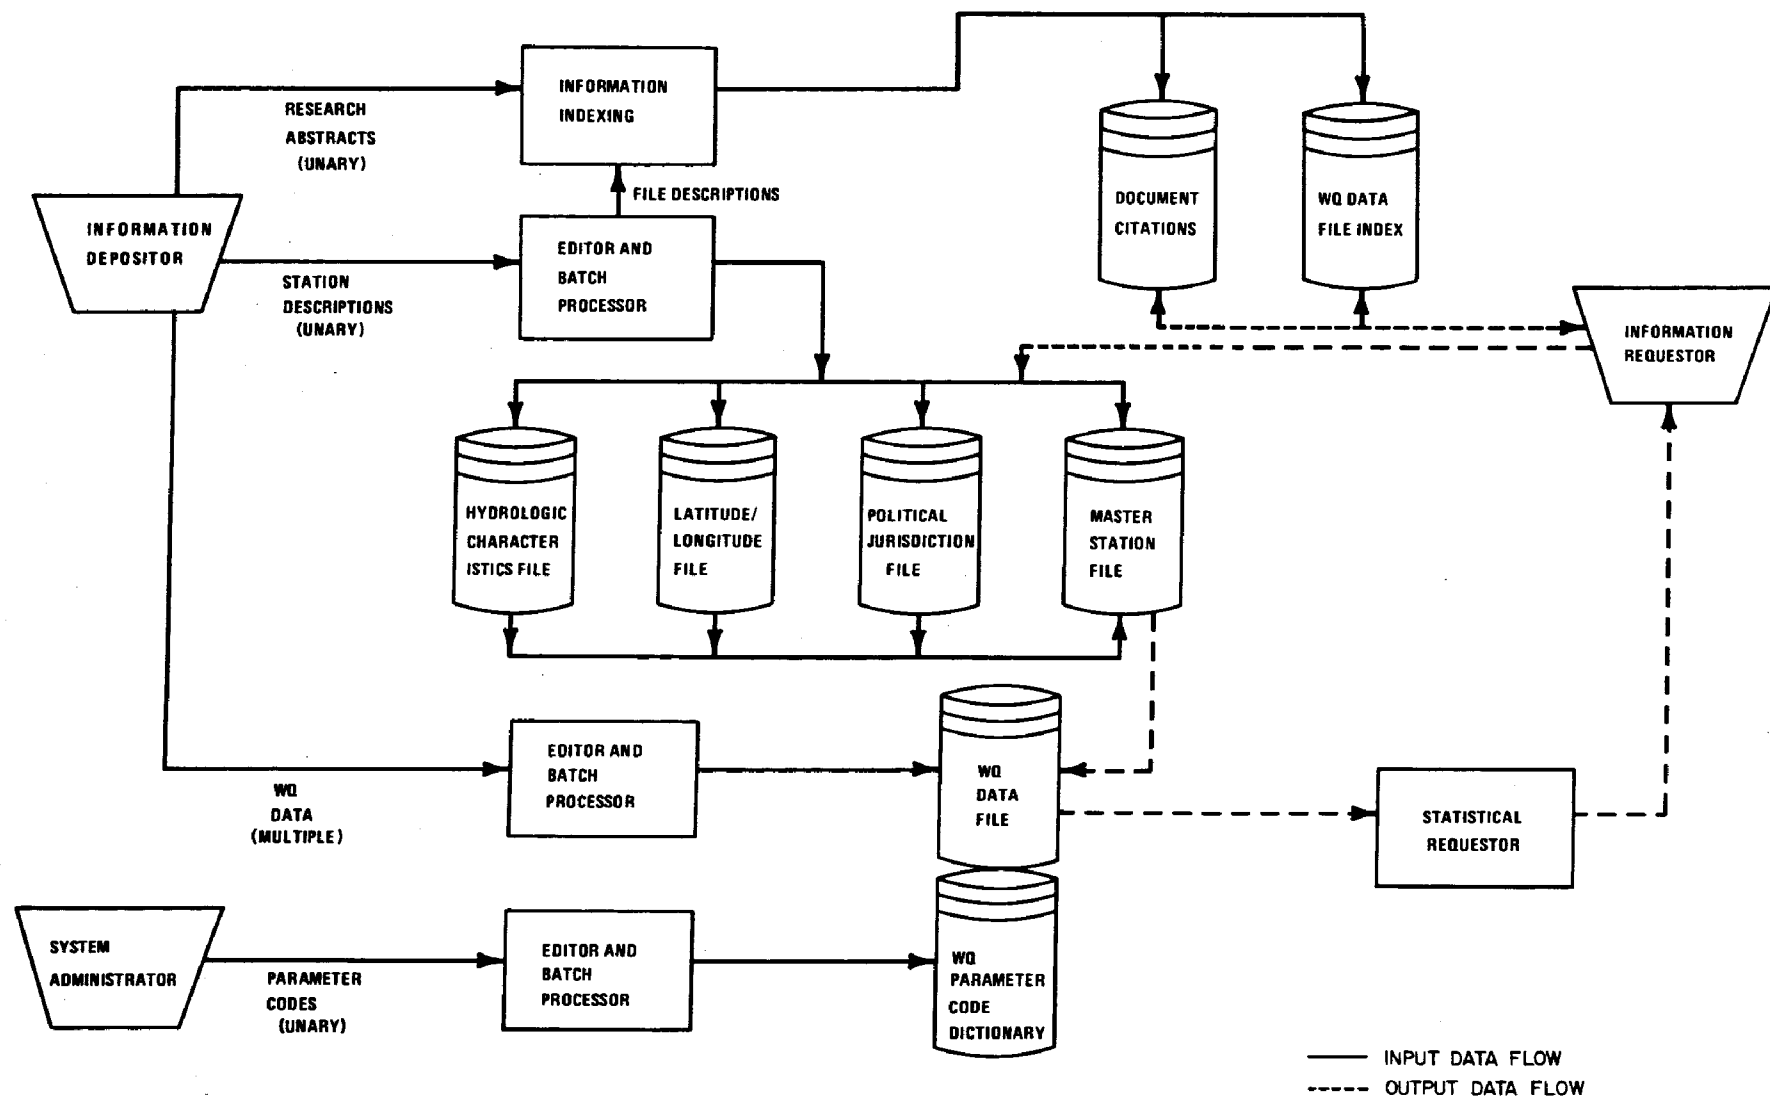 INFORMATION
INDEXING
RESEARCH
ABSTRACTS
(UNARY)
FILE DESCRIPTIONS
DOCUMENT
CITATIONS
WQ DATA
FILE INDEX
INFORMATION
DEPOSITOR
STATION
DESCRIPTIONS
(UNARY)
EDITOR AND
BATCH
PROCESSOR
INFORMATION
REQUESTOR
HYDROLOGIC
CHARACTER
ISTICS FILE
LATITUDE/
LONGITUDE
FILE
POLITICAL
JURISDICTION
FILE
MASTER
STATION
FILE
WQ
DATA
(MULTIPLE)
EDITOR AND
BATCH
PROCESSOR
WQ
DATA
FILE
STATISTICAL
REQUESTOR
SYSTEM
ADMINISTRATOR
PARAMETER
CODES
(UNARY)
EDITOR AND
BATCH
PROCESSOR
WQ
PARAMETER
CODE
DICTIONARY
INPUT DATA FLOW
OUTPUT DATA FLOW